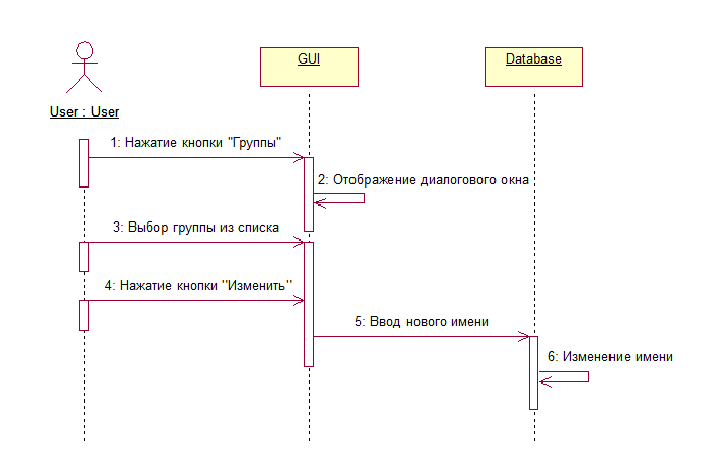 GUI
Database
User : User
1: Нажатие кнопки "Группы"
2: Отображение диалогового окна
3: Выбор группы из списка
4: Нажатие кнопки "Изменить"
5: Ввод нового имени
6: Изменение имени